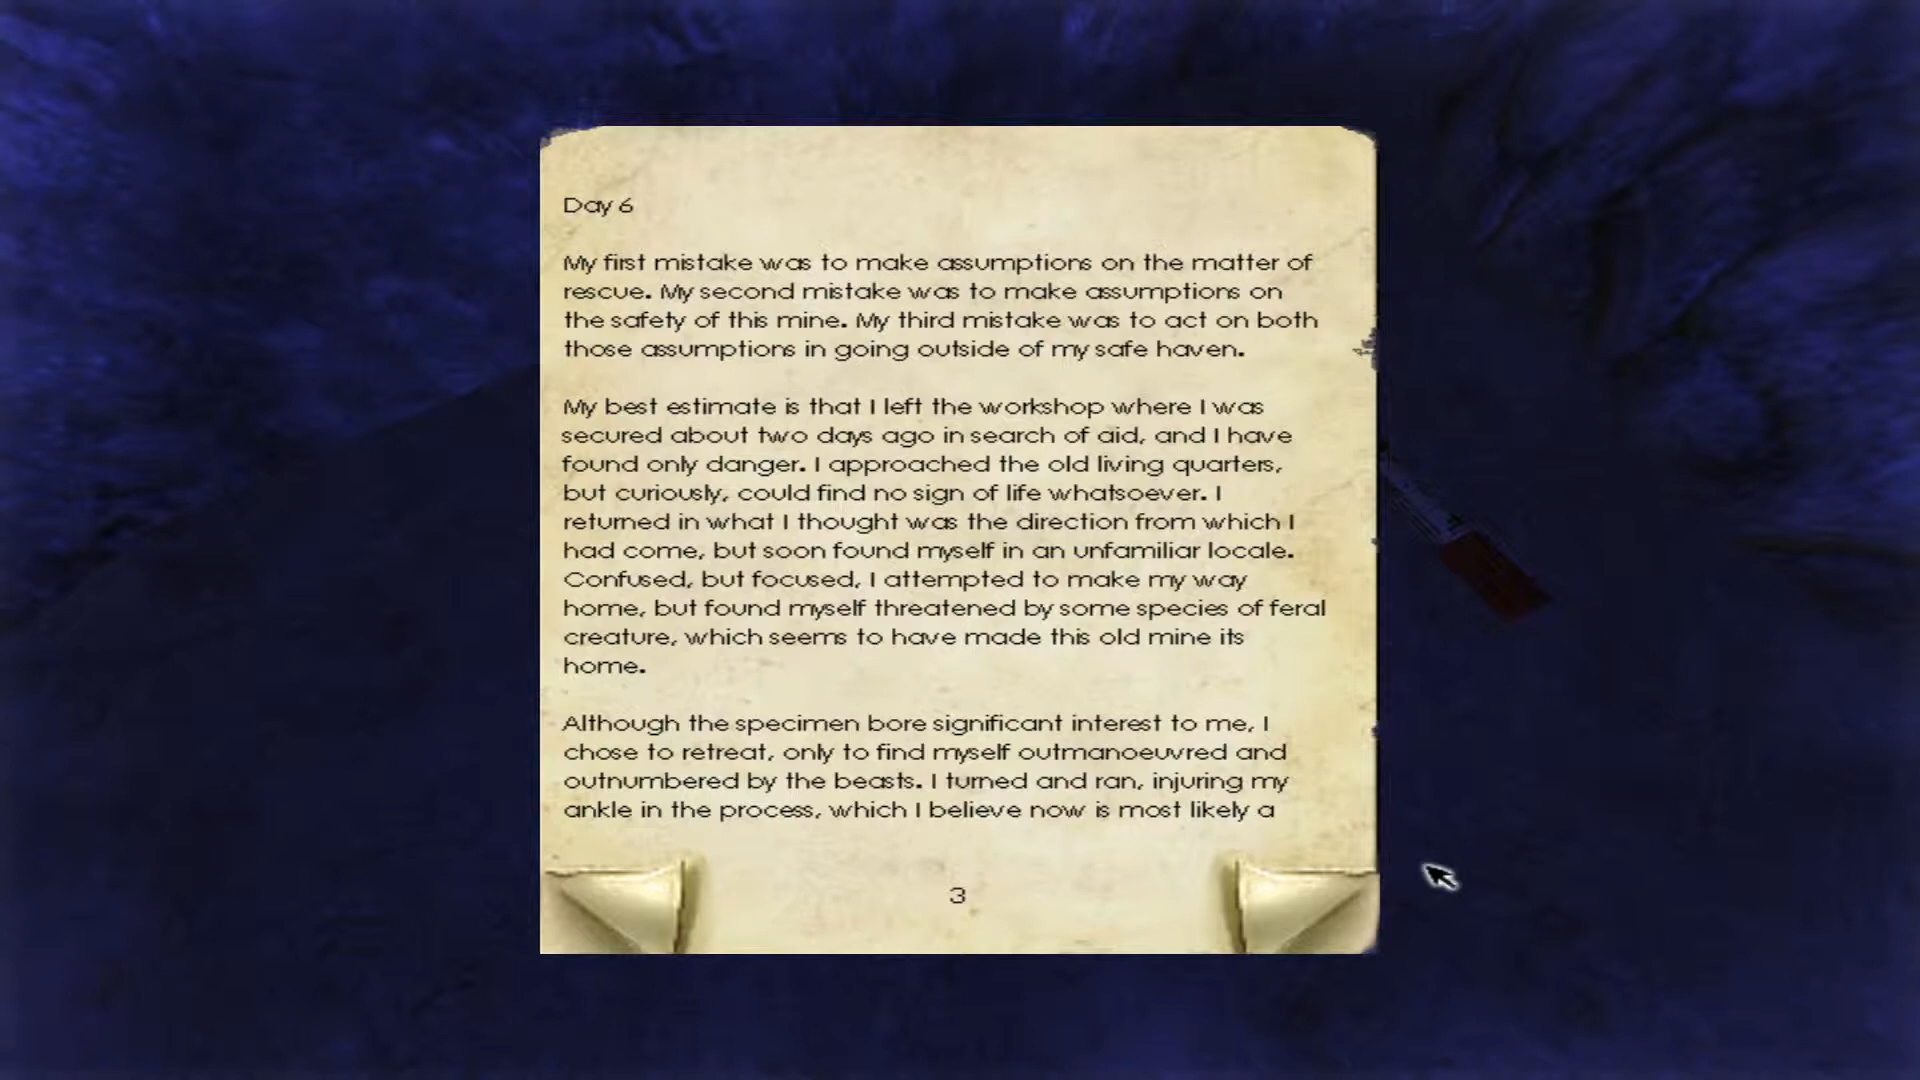 Day 6
My first mistake was to make assumptions on the matter of
rescue. My second mistake was to make assumptions on
the safety of this mine. My third mistake was to act on both
those assumptions in going outside of my safe haven.
My best estimate is that I left the workshop where I was
secured about two days ago in search of aid, and I have
found only danger. I approached the old living quarters,
but curiously, could find no sign of life whatsoever. I
returned in what I thought was the direction from which I
had come, but soon found myself in an unfamiliar locale.
Confused, but focused, I attempted to make my way
home, but found myself threatened by some species of feral
creature, which seems to have made this old mine its
home.
Although the specimen bore significant interest to me, I
chose to retreat, only to find myself outmanoeuvred and
outnumbered by the beasts. I turned and ran, injuring my
ankle in the process, which I believe now is most likely a
3